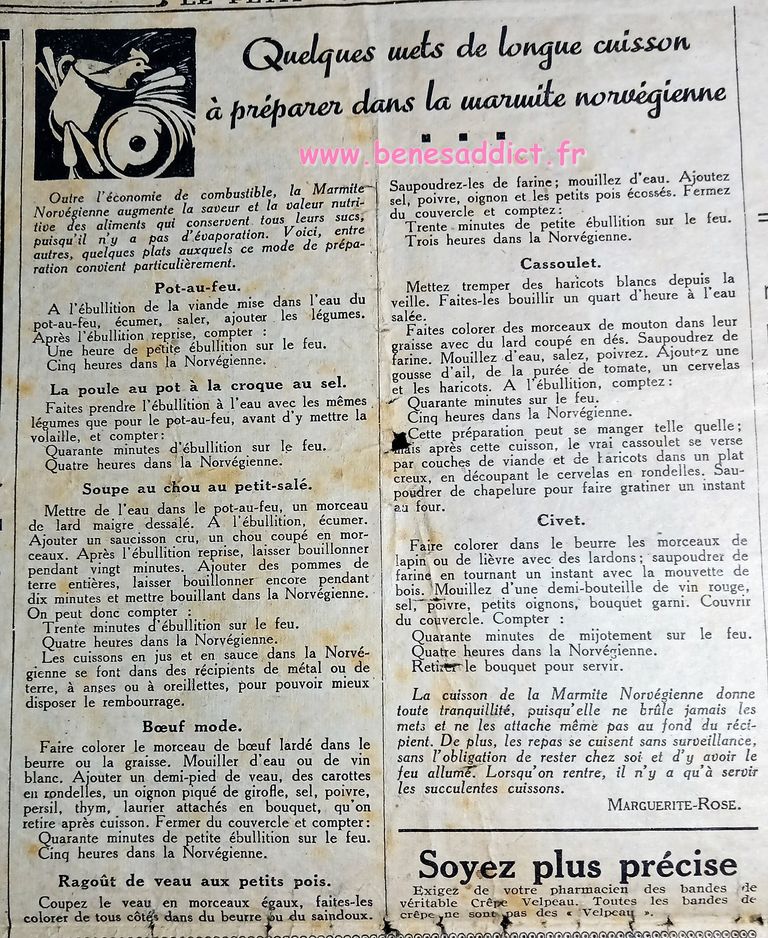 LE PETIT
Quelques mets de longue cuisson
à préparer dans la marmite norvégienne
www.benesaddict.fr
Outre l'économie de combustible, la Marmite
Norvégienne augmente la saveur et la valeur nutri-
tive des aliments qui conservent tous leurs sucs,
puisqu'il n'y a pas d'évaporation. Voici, entre
autres, quelques plats auxquels ce mode de prépa-
ration convient particulièrement.
Pot-au-feu.
A l'ébullition de la viande mise dans l'eau du
pot-au-feu, écumer, saler, ajouter les légumes.
Après l'ébullition reprise, compter :
Une heure de petite ébullition sur le feu.
Cinq heures dans la Norvégienne.
La poule au pot à la croque au sel.
Faites prendre l'ébullition à l'eau avec les mêmes
légumes que pour le pot-au-feu, avant d'y mettre la
volaille, et compter:
Quarante minutes d'ébullition sur le feu.
Quatre heures dans la Norvégienne.
Soupe au chou au petit-salé.
Mettre de l'eau dans le pot-au-feu, un morceau
de lard maigre dessalé. A l'ébullition, écumer.
Ajouter un saucisson cru, un chou coupé en mor-
ceaux. Après l'ébullition reprise, laisser bouillonner
pendant vingt minutes. Ajouter des pommes de
terre entières, laisser bouillonner encore pendant
dix minutes et mettre bouillant dans la Norvégienne.
On peut donc compter :
Trente minutes d'ébullition sur le feu.
Quatre heures dans la Norvégienne.
Les cuissons en jus et en sauce dans la Norvé-
gienne se font dans des récipients de métal ou de
terre, à anses ou à oreillettes, pour pouvoir mieux
disposer le rembourrage.
Bœuf mode.
Faire colorer le morceau de bœuf lardé dans le
beurre ou la graisse. Mouiller d'eau ou de vin
blanc. Ajouter un demi-pied de veau, des carottes
en rondelles, un oignon piqué de girofle, sel, poivre,
persil, thym, laurier attachés en bouquet, qu'on
retire après cuisson. Fermer du couvercle et compter:
Quarante minutes de petite ébullition sur le feu.
Cinq heures dans la Norvégienne.
Ragoût de veau aux petits pois.
Coupez le veau en morceaux égaux, faites-les
colorer de tous côtés dans du beurre ou du saindoux.
Saupoudrez-les de farine; mouillez d'eau. Ajoutez
sel, poivre, oignon et les petits pois écossés. Fermez
du couvercle et comptez:
Trente minutes de petite ébullition sur le feu.
Trois heures dans la Norvégienne.
Cassoulet.
Mettez tremper des haricots blancs depuis la
veille. Faites-les bouillir un quart d'heure à l'eau
salée.
Faites colorer des morceaux de mouton dans leur
graisse avec du lard coupé en dés. Saupoudrez de
farine. Mouillez d'eau, salez, poivrez. Ajoutez une
gousse d'ail, de la purée de tomate, un cervelas
et les haricots. A l'ébullition, comptez:
Quarante minutes sur le feu.
Cinq heures dans la Norvégienne.
Cette préparation peut se manger telle quelle;
mais après cette cuisson, le vrai cassoulet se verse
par couches de viande et de haricots dans un plat
creux, en découpant le cervelas en rondelles. Sau-
poudrer de chapelure pour faire gratiner un instant
au four.
Civet.
Faire colorer dans le beurre les morceaux de
lapin ou de lièvre avec des lardons; saupoudrer de
farine en tournant un instant avec la mouvette de
bois. Mouillez d'une demi-bouteille de vin rouge,
sel, poivre, petits oignons, bouquet garni. Couvrir
du couvercle. Compter :
Quarante minutes de mijotement sur le feu.
Quatre heures dans la Norvégienne.
Retirer le bouquet pour servir.
La cuisson de la Marmite Norvégienne donne
toute tranquillité, puisqu'elle ne brûle jamais les
mets et ne les attache même pas au fond du réci-
pient. De plus, les repas se cuisent sans surveillance,
sans l'obligation de rester chez soi et d'y avoir le
feu allumé. Lorsqu'on rentre, il n'y a qu'à servir
les succulentes cuissons.
MARGUERITE-ROSE.
Soyez plus précise
Exigez de votre pharmacien des bandes de
véritable Crêpe Velpeau. Toutes les bandes de
crêpe ne sont pas des « Velpeau ».